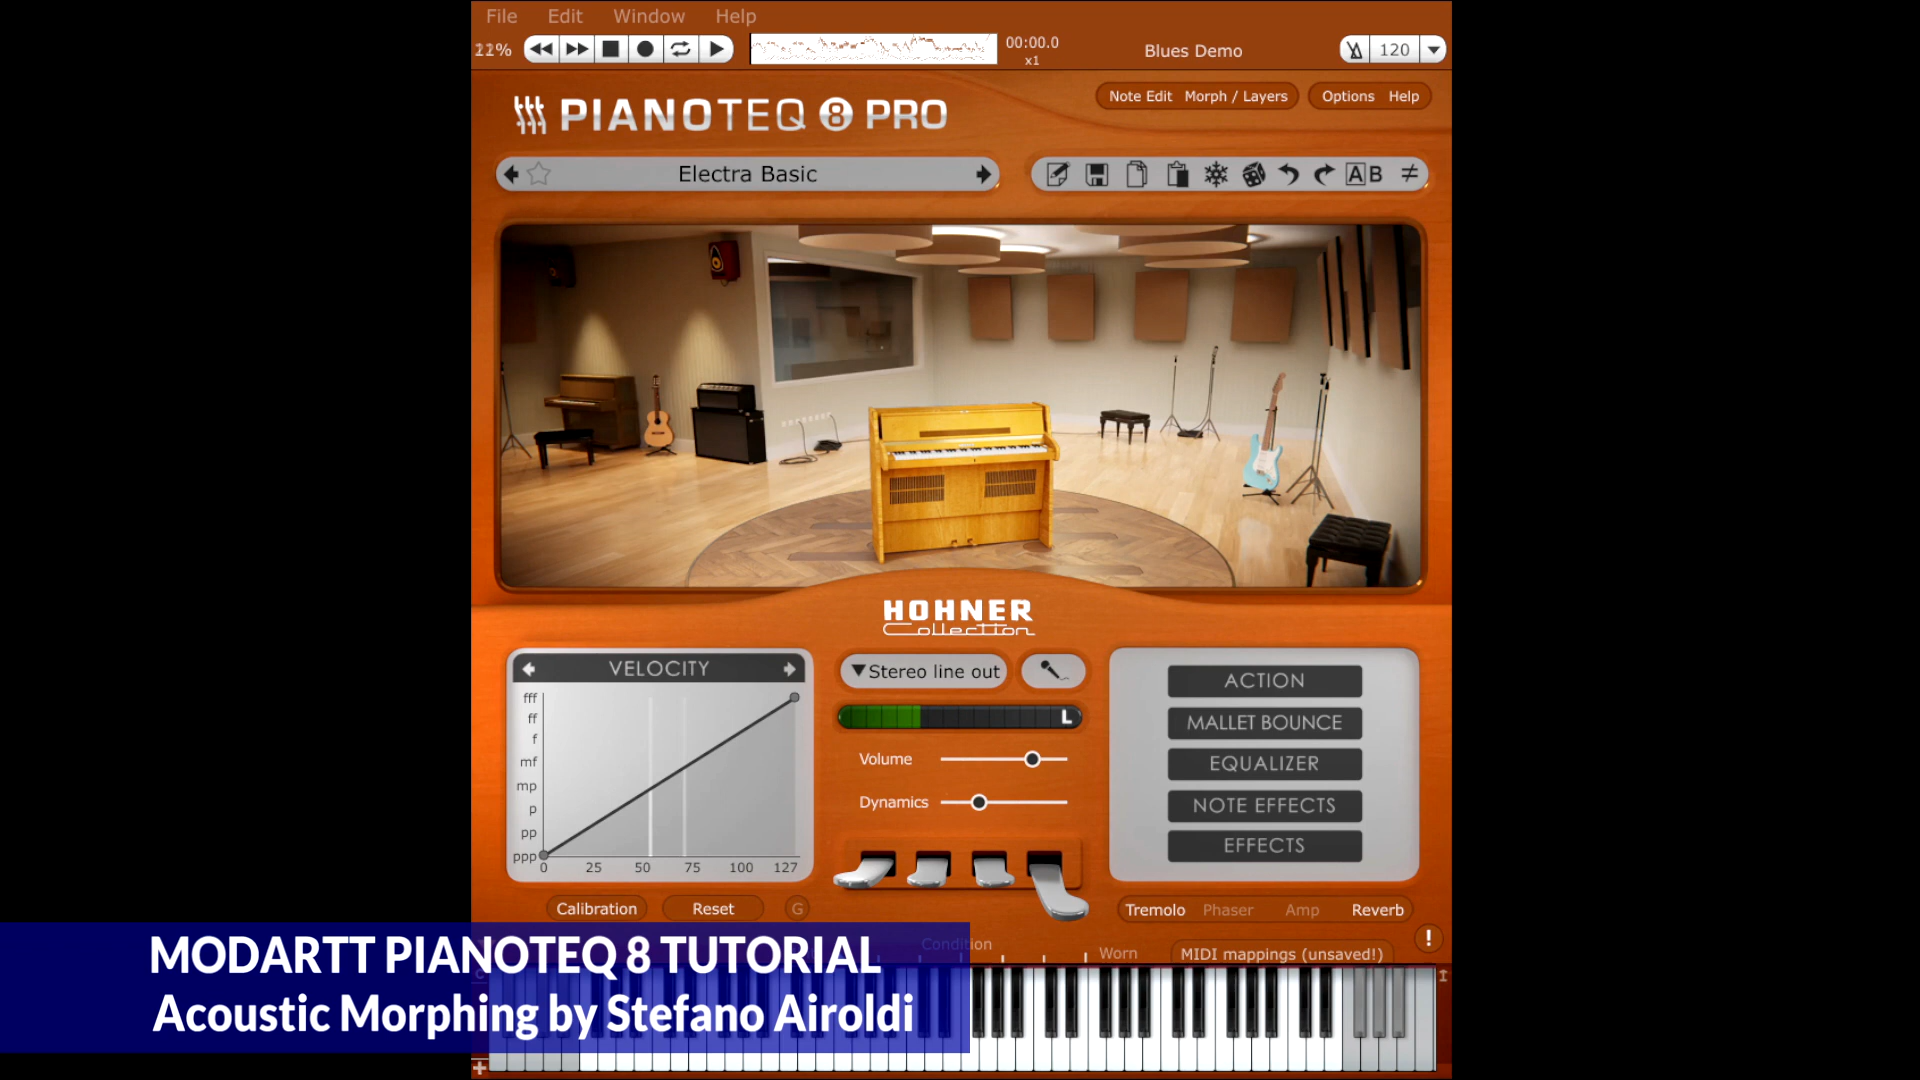 File Edit Window Help
00:00.0
x1
Blues Demo
120
Note Edit Morph / Layers
Options Help
PIANOTEQ 8 PRO
Electra Basic
A B
HOHNER
Collection
VELOCITY
fff
ff
f
mf
mp
p
pp
ppp
0 25 50 75 100 127
Calibration Reset G
Stereo line out
L
Volume
Dynamics
ACTION
MALLET BOUNCE
EQUALIZER
NOTE EFFECTS
EFFECTS
Tremolo Phaser Amp Reverb
!
Condition
Worn
MIDI mappings (unsaved!)
MODARTT PIANOTEQ 8 TUTORIAL
Acoustic Morphing by Stefano Airoldi